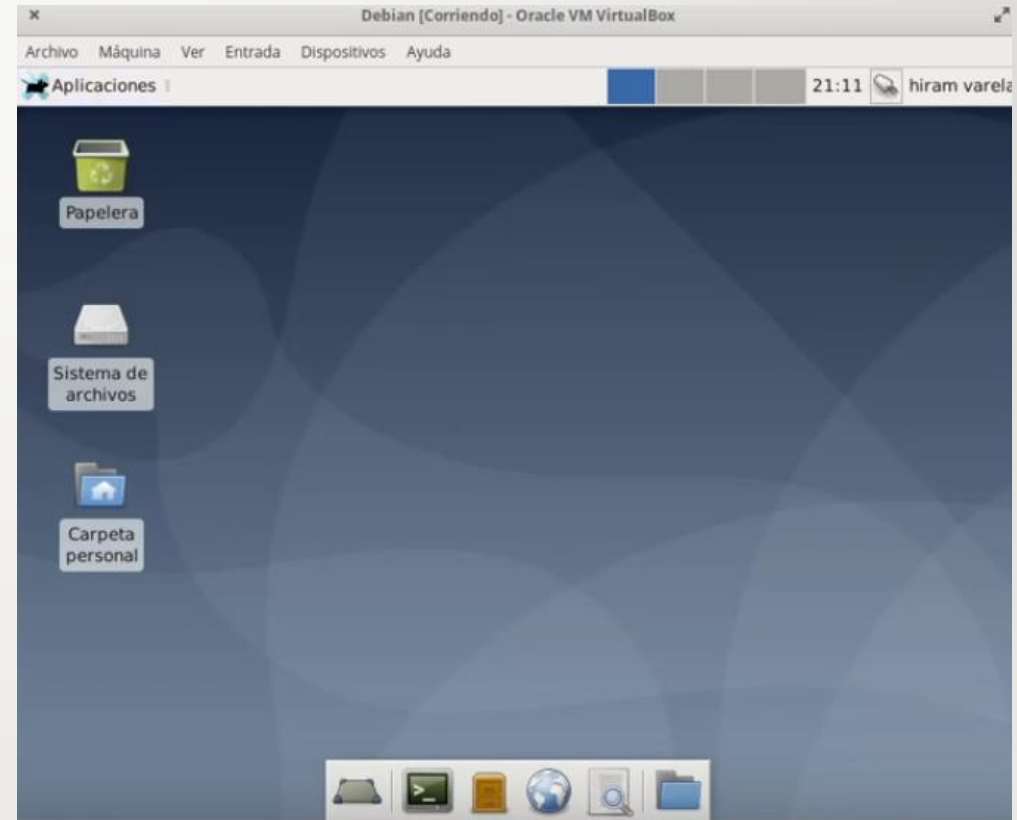 Debian [Corriendo] - Oracle VM VirtualBox
Archivo Máquina Ver Entrada Dispositivos Ayuda
Aplicaciones 21:11 hiram varela
Papelera
Sistema de
archivos
Carpeta
personal